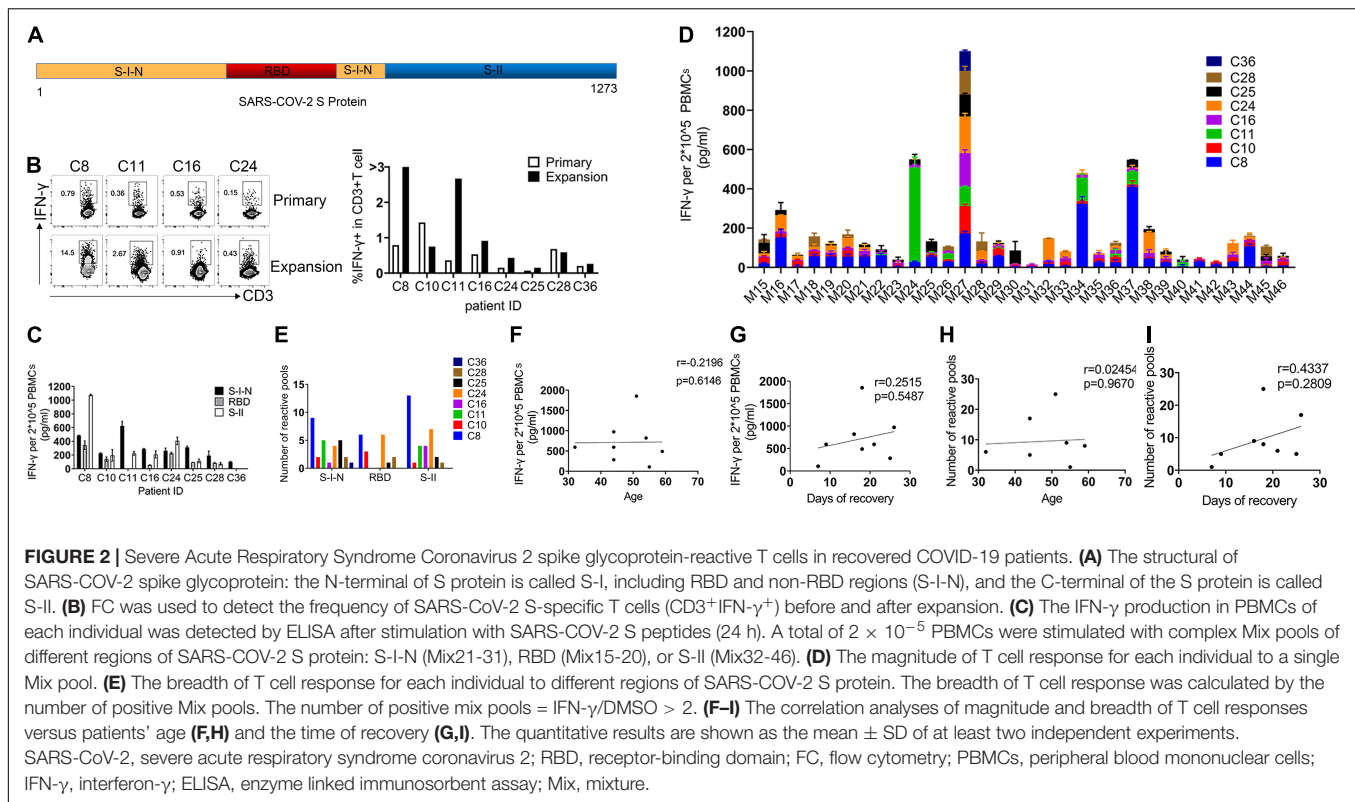 A
S-I-N RBD S-I-N S-II
1 1273
SARS-COV-2 S Protein
B
C8 C11 C16 C24
IFN-γ
0.79 0.36 0.53 0.15
Primary
14.5 2.67 0.91 0.43
Expansion
CD3
%IFN-γ+ in CD3+T cell
>3
2
1
0
Primary
Expansion
C8 C10 C11 C16 C24 C25 C28 C36
patient ID
D
IFN-γ per 2*10^5 PBMCs
(pg/ml)
1200
1000
800
600
400
200
0
C36
C28
C25
C24
C16
C11
C10
C8
M15 M16 M17 M18 M19 M20 M21 M22 M23 M24 M25 M26 M27 M28 M29 M30 M31 M32 M33 M34 M35 M36 M37 M38 M39 M40 M41 M42 M43 M44 M45 M46
C
IFN-γ per 2*10^5 PBMCs
(pg/ml)
1200
1000
800
600
400
200
0
S-I-N
RBD
S-II
C8 C10 C11 C16 C24 C25 C28 C36
Patient ID
E
Number of reactive pools
15
10
5
0
C36
C28
C25
C24
C16
C11
C10
C8
S-I-N RBD S-II
F
IFN-γ per 2*10^5 PBMCs
(pg/ml)
r=-0.2196
p=0.6146
2000
1500
1000
500
0
30 40 50 60 70
Age
G
IFN-γ per 2*10^5 PBMCs
(pg/ml)
r=0.2515
p=0.5487
2000
1500
1000
500
0
0 10 20 30
Days of recovery
H
Number of reactive pools
r=0.02454
p=0.9670
30
20
10
0
30 40 50 60 70
Age
I
Number of reactive pools
r=0.4337
p=0.2809
30
20
10
0
0 10 20 30
Days of recovery
FIGURE 2 | Severe Acute Respiratory Syndrome Coronavirus 2 spike glycoprotein-reactive T cells in recovered COVID-19 patients. (A) The structural of
SARS-COV-2 spike glycoprotein: the N-terminal of S protein is called S-I, including RBD and non-RBD regions (S-I-N), and the C-terminal of the S protein is called
S-II. (B) FC was used to detect the frequency of SARS-CoV-2 S-specific T cells (CD3+IFN-γ+) before and after expansion. (C) The IFN-γ production in PBMCs of
each individual was detected by ELISA after stimulation with SARS-COV-2 S peptides (24 h). A total of 2 × 10−5 PBMCs were stimulated with complex Mix pools of
different regions of SARS-COV-2 S protein: S-I-N (Mix21-31), RBD (Mix15-20), or S-II (Mix32-46). (D) The magnitude of T cell response for each individual to a single
Mix pool. (E) The breadth of T cell response for each individual to different regions of SARS-COV-2 S protein. The breadth of T cell response was calculated by the
number of positive Mix pools. The number of positive mix pools = IFN-γ/DMSO > 2. (F–I) The correlation analyses of magnitude and breadth of T cell responses
versus patients' age (F,H) and the time of recovery (G,I). The quantitative results are shown as the mean ± SD of at least two independent experiments.
SARS-CoV-2, severe acute respiratory syndrome coronavirus 2; RBD, receptor-binding domain; FC, flow cytometry; PBMCs, peripheral blood mononuclear cells;
IFN-γ, interferon-γ; ELISA, enzyme linked immunosorbent assay; Mix, mixture.